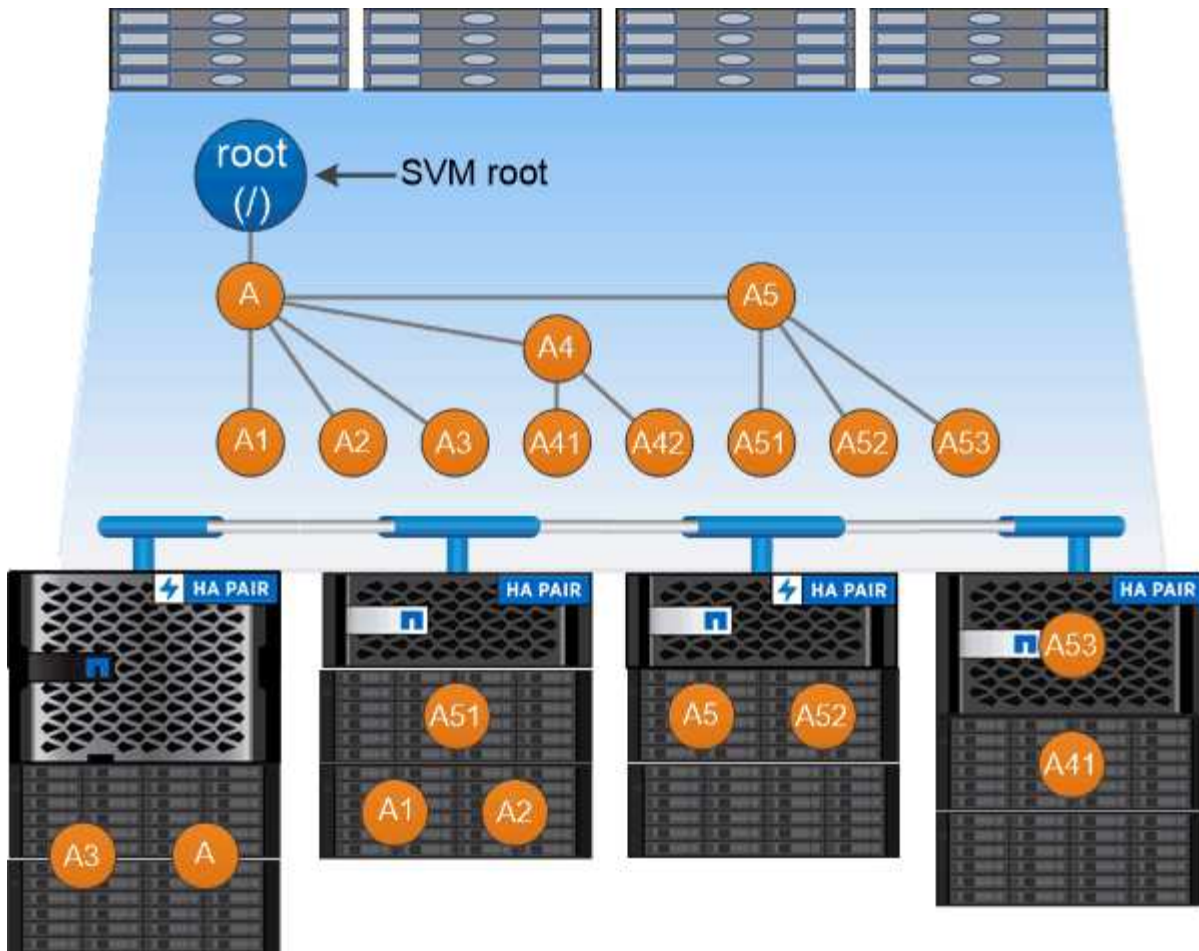 root
(/)
SVM root
A
A5
A4
A1
A2
A3
A41
A42
A51
A52
A53
HA PAIR
HA PAIR
HA PAIR
HA PAIR
A53
A51
A5
A52
A41
A1
A2
A3
A